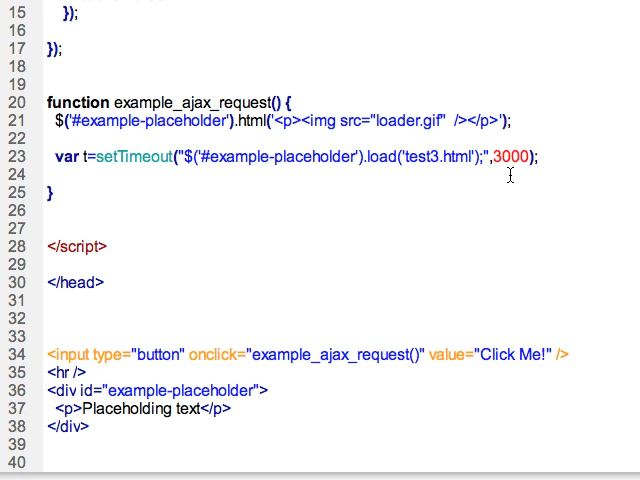 15 });
16
17 });
18
19
20 function example_ajax_request() {
21 $('#example-placeholder').html('<p><img src="loader.gif" /></p>');
22
23 var t=setTimeout("$('#example-placeholder').load('test3.html');",3000);
24
25 }
26
27
28 </script>
29
30 </head>
31
32
33
34 <input type="button" onclick="example_ajax_request()" value="Click Me!" />
35 <hr />
36 <div id="example-placeholder">
37 <p>Placeholding text</p>
38 </div>
39
40